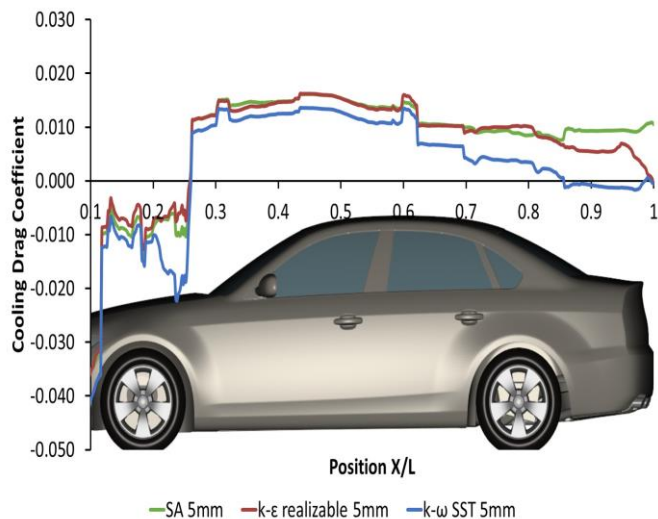 0.030
0.020
0.010
0.000
0.1 0.2 0.3 0.4 0.5 0.6 0.7 0.8 0.9 1
-0.010
-0.020
-0.030
-0.040
-0.050
Cooling Drag Coefficient
Position X/L
SA 5mm k-ε realizable 5mm k-ω SST 5mm